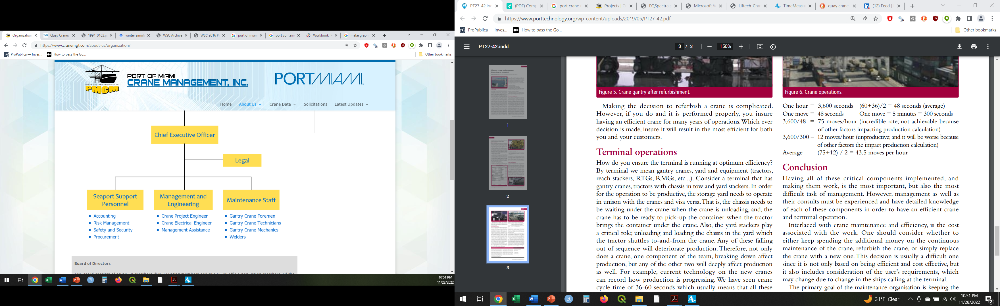 Organization
Quay Cranes
1994_0162.p
winter simul
WSC Archive
WSC 2016 P
port of miam
port contain
Workbook: P
make graph
https://www.cranemgt.com/about-us/organization/
ProPublica — Inves...
How to pass the Go...
Other bookmarks
PMCM
PORT OF MIAMI
CRANE MANAGEMENT, INC.
PORTMIAMI
Home
About Us
Crane Data
Solicitations
Latest Updates
Chief Executive Officer
Legal
Seaport Support
Personnel
• Accounting
• Risk Management
• Safety and Security
• Procurement
Management and
Engineering
• Crane Project Engineer
• Crane Electrical Engineer
• Management Assistance
Maintenance Staff
• Gantry Crane Foremen
• Gantry Crane Technicians
• Gantry Crane Mechanics
• Welders
Board of Directors
The Board consists of seven (7) members, five (5) voting members and two (2) ex-officio non-voting members. Of the
10:51 PM
11/28/2022
PT27-42.inc
(PDF) Comp
port crane
Projects | C
EQSpectra.
Microsoft W
Liftech-Cra
TimeMeasu
quay crane
(12) Feed |
https://www.porttechnology.org/wp-content/uploads/2019/05/PT27-42.pdf
ProPublica — Inves...
How to pass the Go...
Other bookmarks
PT27-42.indd
3 / 3
150%
1
2
3
Figure 5. Crane gantry after refurbishment.
Making the decision to refurbish a crane is complicated.
However, if you do and it is performed properly, you insure
having an efficient crane for many years of operations. Which ever
decision is made, insure it will result in the most efficient for both
you and your customers.
Terminal operations
How do you ensure the terminal is running at optimum efficiency?
By terminal we mean gantry cranes, yard and equipment (tractors,
reach stackers, RTGs, RMGs, etc...). Consider a terminal that has
gantry cranes, tractors with chassis in tow and yard stackers. In order
for the operation to be productive, the storage yard needs to operate
in unison with the cranes and visa versa. That is, the chassis needs to
be waiting under the crane when the crane is unloading, and, the
crane has to be ready to pick-up the container when the tractor
brings the container under the crane. Also, the yard stackers play
a critical role; unloading and loading the chassis in the yard which
the tractor shuttles to-and-from the crane. Any of these falling
out of sequence will deteriorate production. Therefore, not only
does a crane, one component of the team, breaking down affect
production, but any of the other two will deeply affect production
as well. For example, current technology on the new cranes
can record how production is progressing. We have seen crane
cycle time of 36-60 seconds which usually means that all these
Figure 6. Crane operations.
One hour = 3,600 seconds (60+36)/2 = 48 seconds (average)
One move = 48 seconds One move = 5 minutes = 300 seconds
3,600/48 = 75 moves/hour (incredible rate; not achievable because
of other factors impacting production calculation)
3,600/300 = 12 moves/hour (unproductive; and it will be worse because
of other factors the impact production calculation)
Average (75+12) / 2 = 43.5 moves per hour
Conclusion
Having all of these critical components implemented, and
making them work, is the most important, but also the most
difficult task of management. However, management as well as
their consults must be experienced and have detailed knowledge
of each of these components in order to have an efficient crane
and terminal operation.
Interlaced with crane maintenance and efficiency, is the cost
associated with the work. One should consider whether to
either keep spending the additional money on the continuous
maintenance of the crane, refurbish the crane, or simply replace
the crane with a new one. This decision is usually a difficult one
since it is not only based on being efficient and cost effective, but
it also includes consideration of the user's requirements, which
may change due to change in the ships calling at the terminal.
The primary goal of the maintenance organisation is keeping the
31°F Clear
10:51 PM
11/28/2022
2